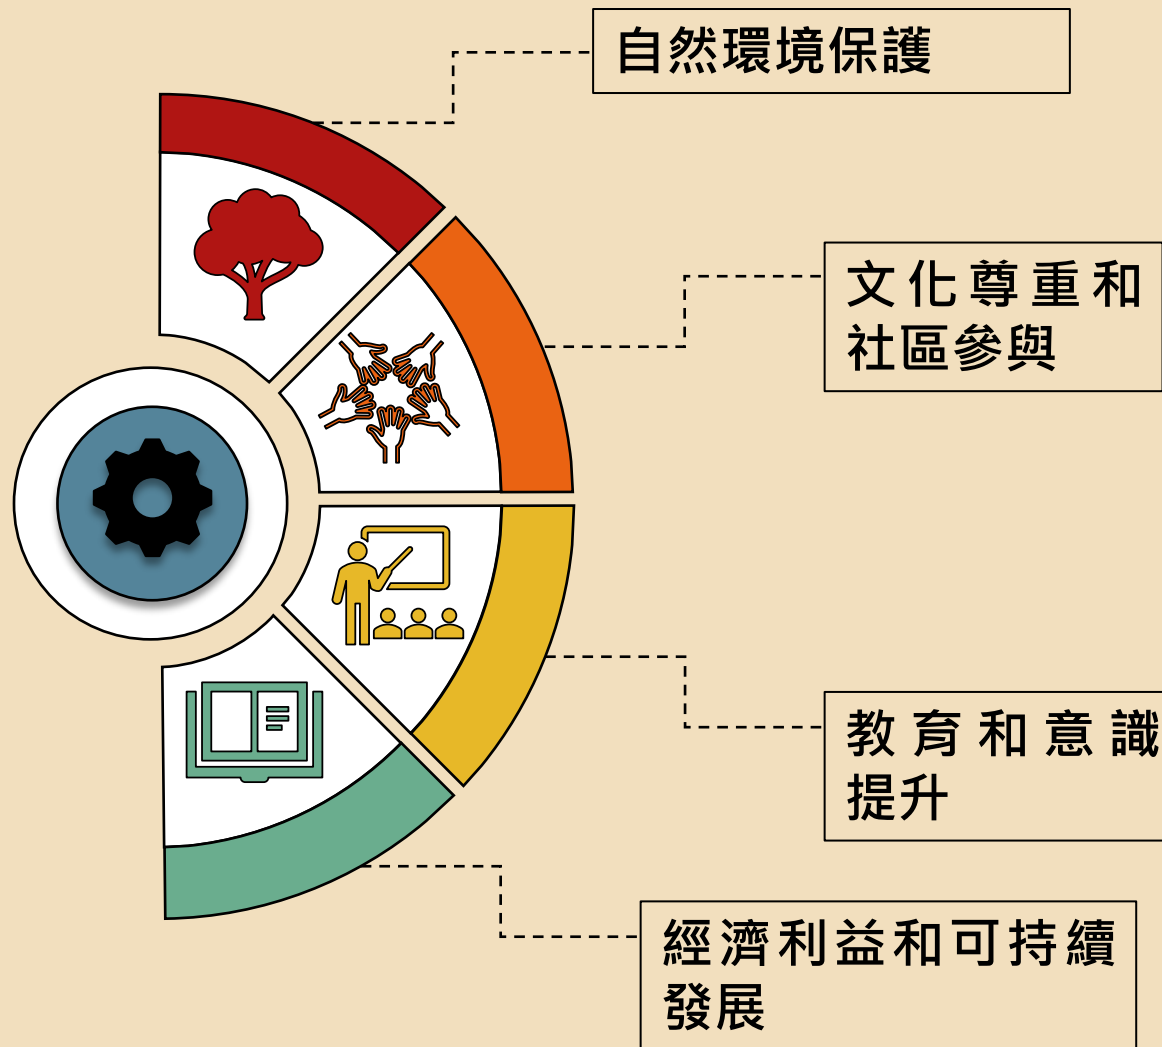 自然環境保護
文化尊重和
社區參與
教育和意識
提升
經濟利益和可持續
發展